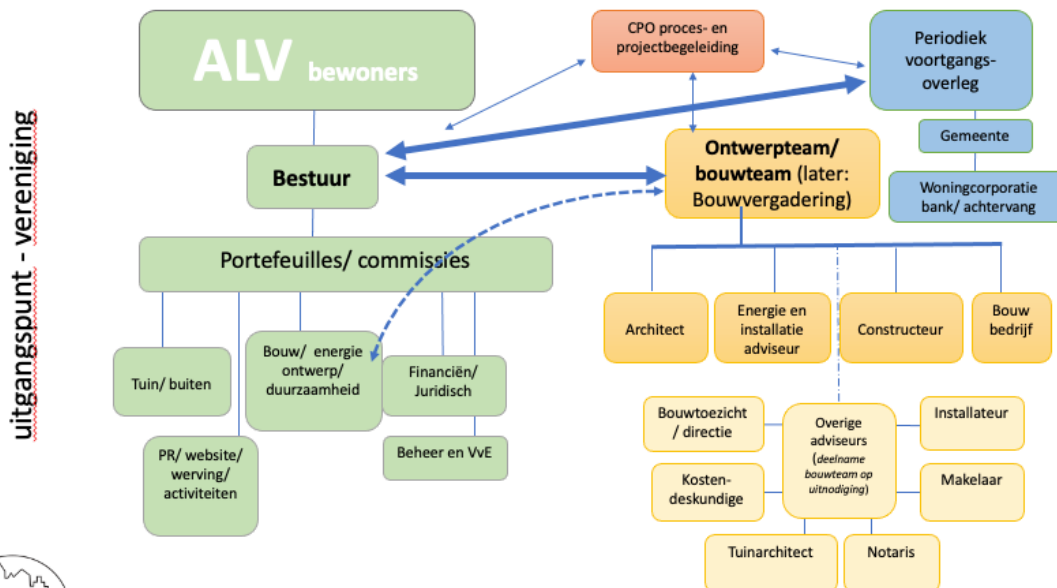 uitgangspunt - vereniging
ALV bewoners
CPO proces- en
projectbegeleiding
Periodiek
voortgangs-
overleg
Gemeente
Woningcorporatie
bank/ achtervang
Bestuur
Ontwerpteam/
bouwteam (later:
Bouwvergadering)
Portefeuilles/ commissies
Tuin/ buiten
PR/ website/
werving/
activiteiten
Bouw/ energie
ontwerp/
duurzaamheid
Financiën/
Juridisch
Beheer en VvE
Architect
Energie en
installatie
adviseur
Constructeur
Bouw
bedrijf
Bouwtoezicht
/ directie
Overige
adviseurs
(deelname
bouwteam op
uitnodiging)
Installateur
Kosten-
deskundige
Makelaar
Tuinarchitect
Notaris